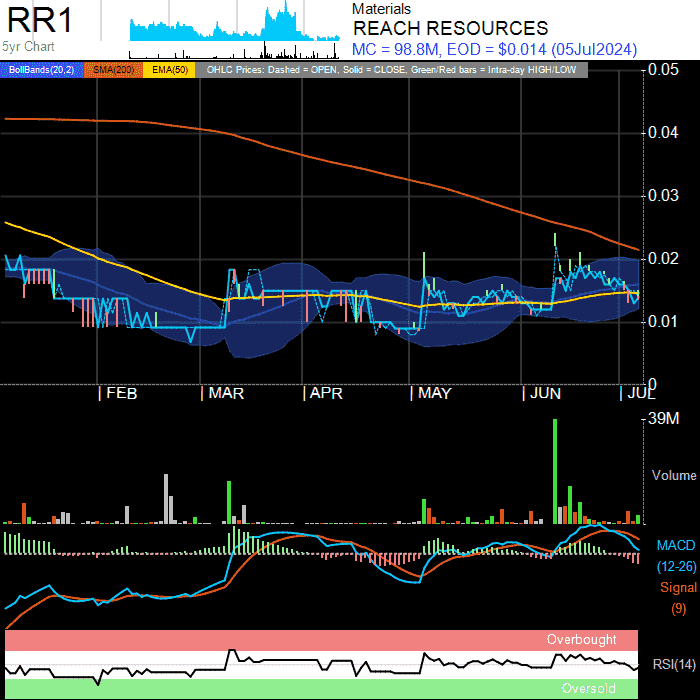 RR1
5yr Chart
Materials
REACH RESOURCES
MC = 98.8M, EOD = $0.014 (05Jul2024)
BollBands(20,2) SMA(200) EMA(50) OHLC Prices: Dashed = OPEN, Solid = CLOSE, Green/Red bars = Intra-day HIGH/LOW
0.05
0.04
0.03
0.02
0.01
0
FEB MAR APR MAY JUN JUL
39M
Volume
MACD
(12-26)
Signal
(9)
Overbought
RSI(14)
Oversold